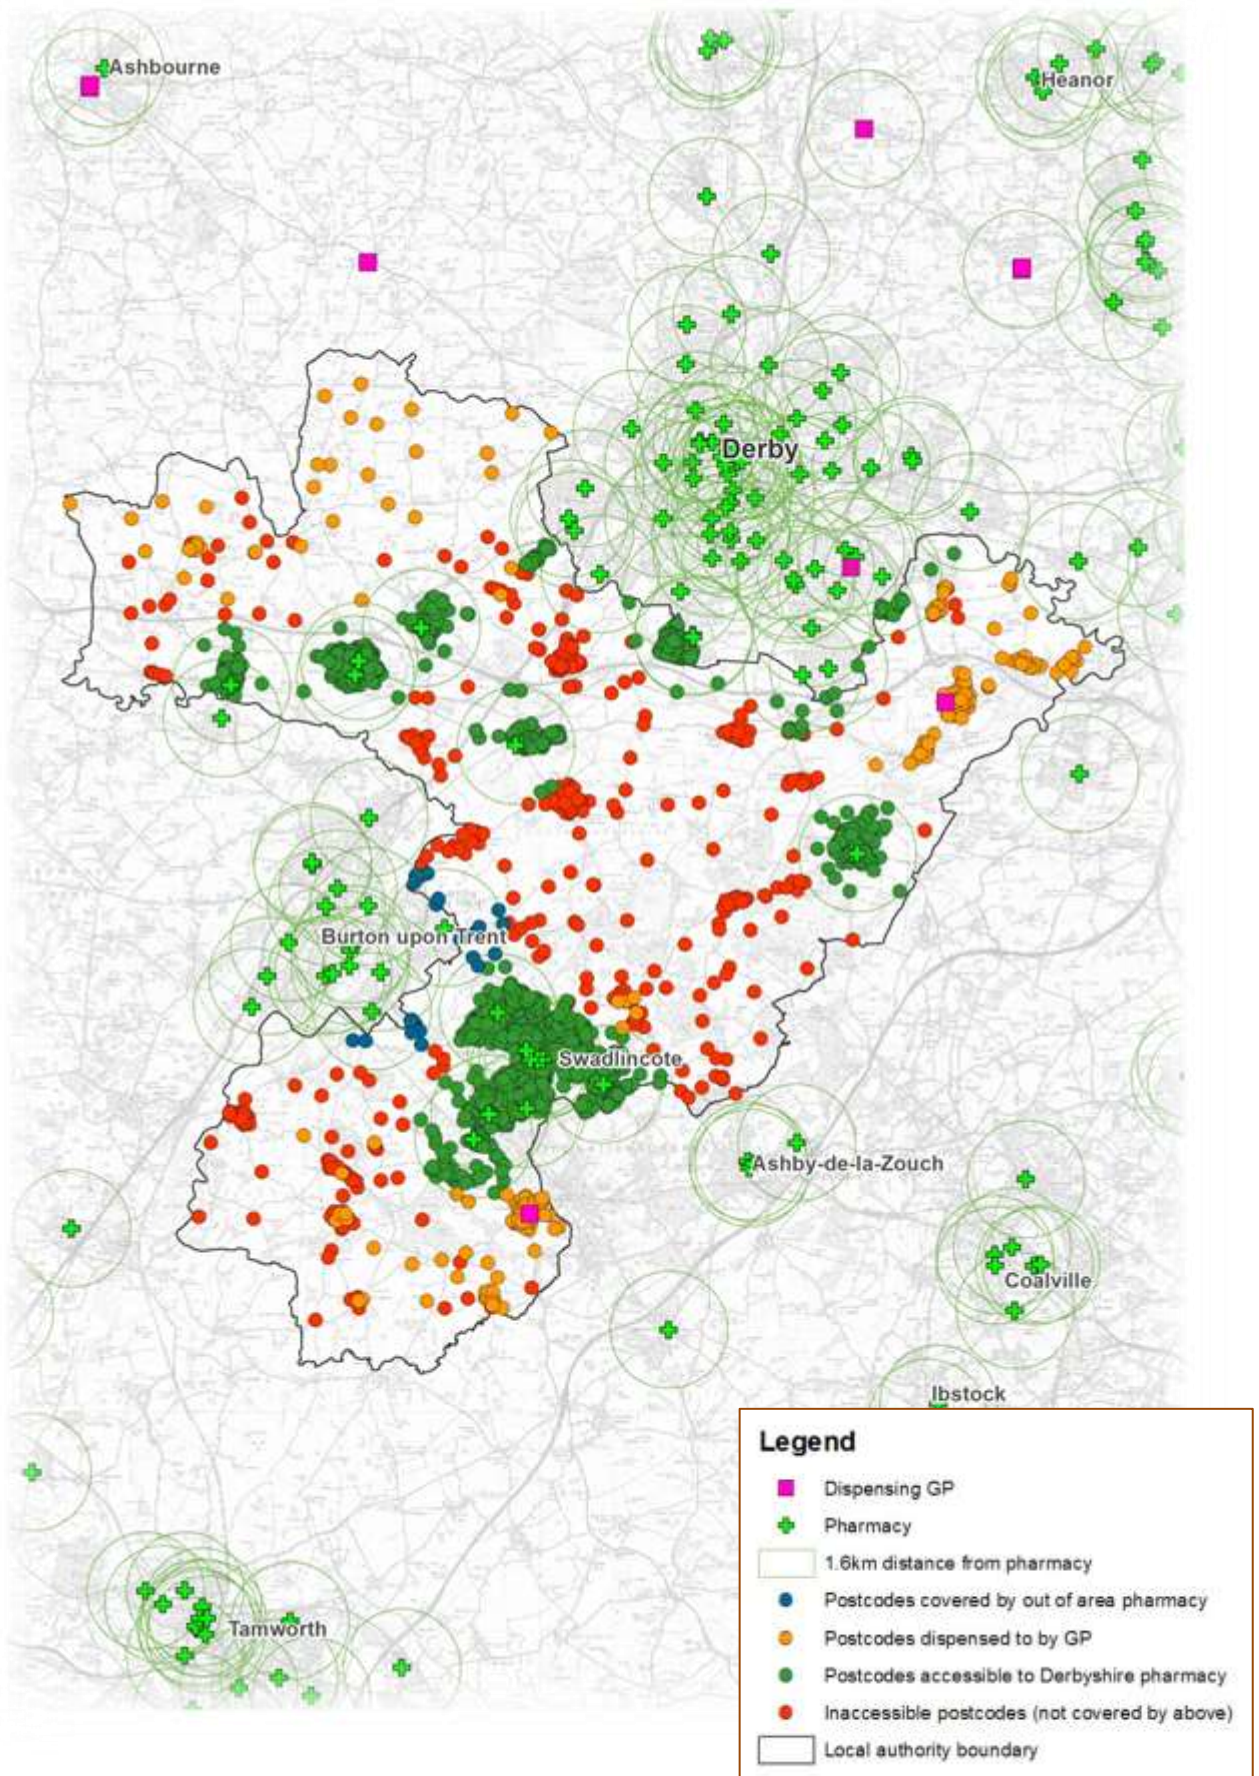 Ashbourne
Heanor
Derby
Burton upon Trent
Swadlincote
Ashby-de-la-Zouch
Coalville
Ibstock
Tamworth
Legend
Dispensing GP
Pharmacy
1.6km distance from pharmacy
Postcodes covered by out of area pharmacy
Postcodes dispensed to by GP
Postcodes accessible to Derbyshire pharmacy
Inaccessible postcodes (not covered by above)
Local authority boundary